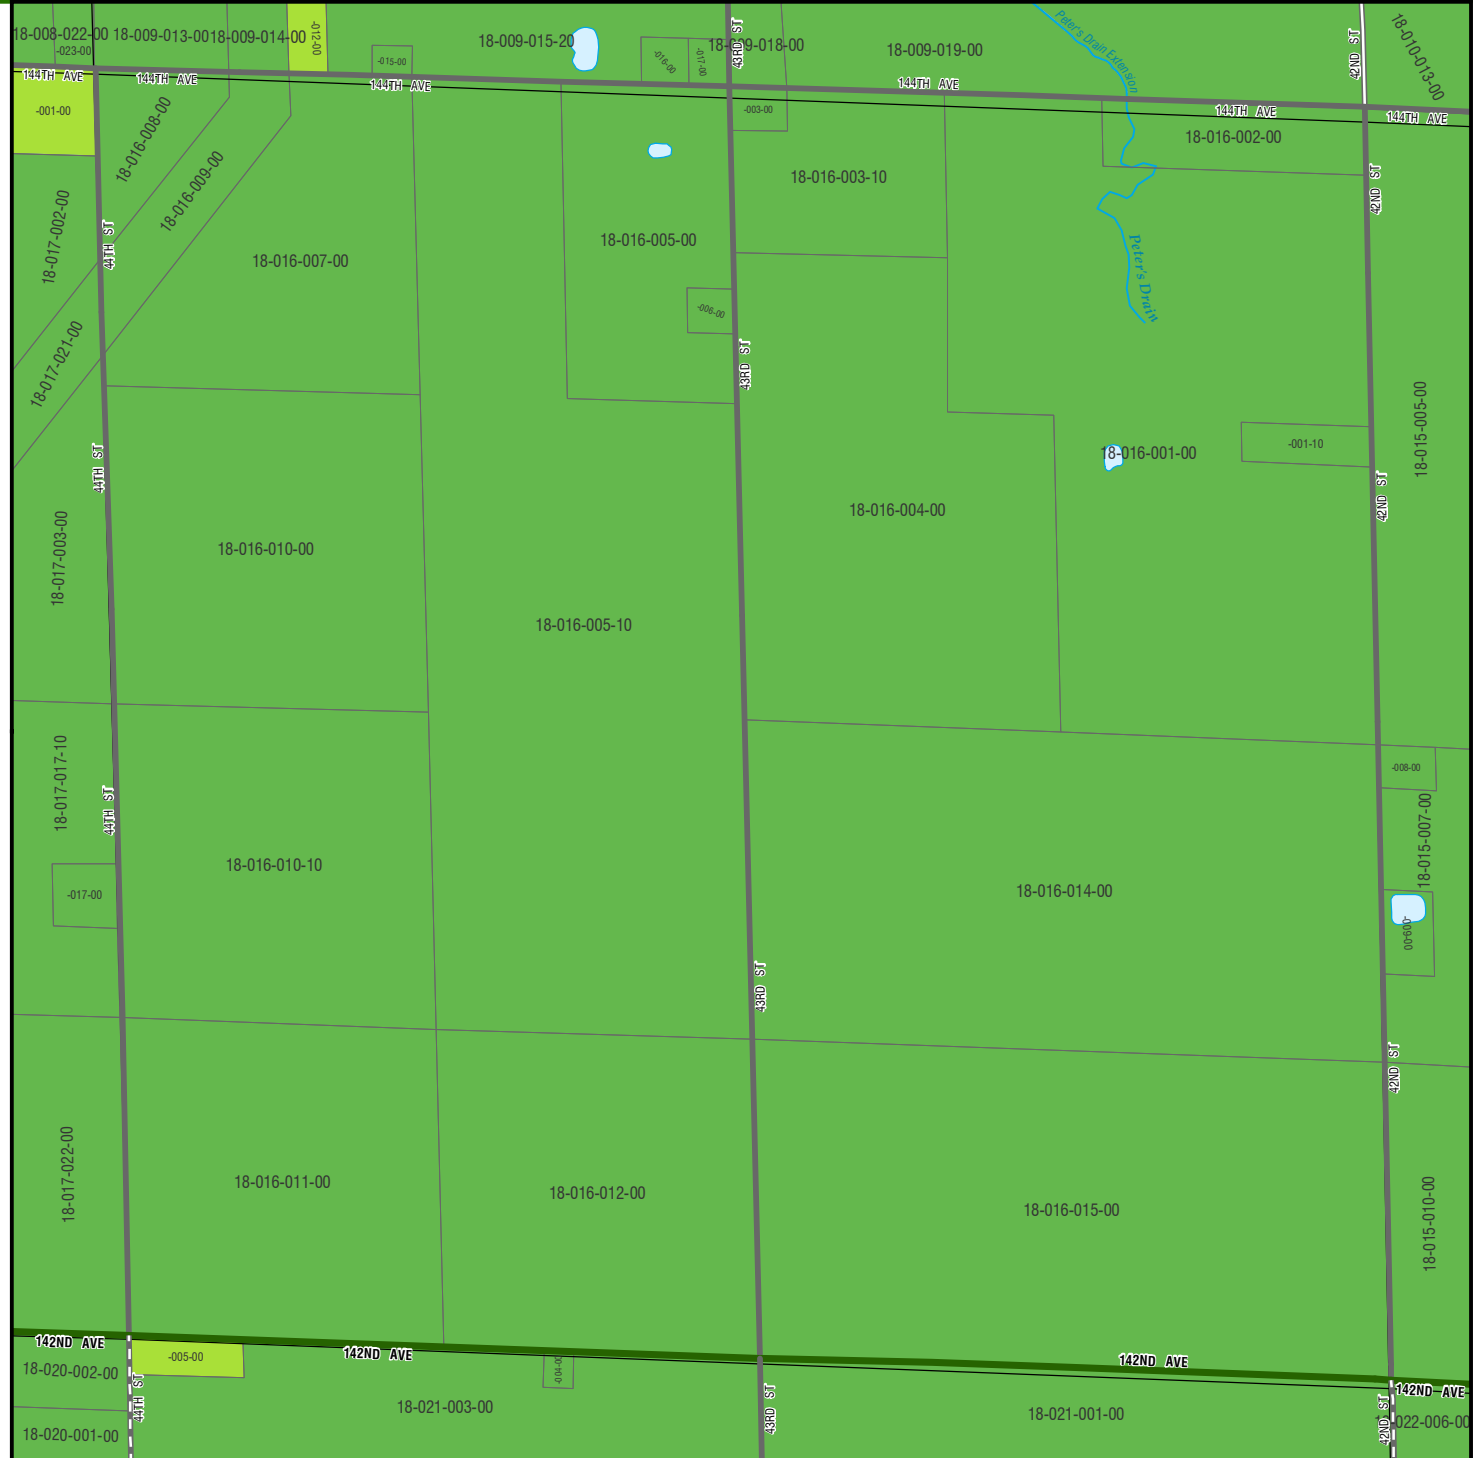 18-008-022-00
-023-00
18-009-013-00
18-009-014-00
-012-00
-015-00
18-009-015-20
-016-00
-017-00
43RD ST
18-009-018-00
18-009-019-00
Peter's Drain Extension
42ND ST
18-010-013-00
144TH AVE
144TH AVE
144TH AVE
144TH AVE
144TH AVE
144TH AVE
-001-00
18-016-008-00
18-016-009-00
-003-00
18-016-002-00
18-016-003-10
42ND ST
18-017-002-00
44TH ST
18-016-007-00
18-016-005-00
Peter's Drain
-006-00
18-017-021-00
43RD ST
18-015-005-00
44TH ST
18-016-001-00
-001-10
42ND ST
18-016-004-00
18-017-003-00
18-016-010-00
18-016-005-10
18-017-017-10
44TH ST
-008-00
18-015-007-00
18-016-010-10
-017-00
18-016-014-00
-009-00
43RD ST
42ND ST
18-017-022-00
18-016-011-00
18-016-012-00
18-016-015-00
18-015-010-00
142ND AVE
142ND AVE
142ND AVE
142ND AVE
18-020-002-00
-005-00
-004-00
44TH ST
43RD ST
42ND ST
18-021-003-00
18-021-001-00
022-006-00
18-020-001-00